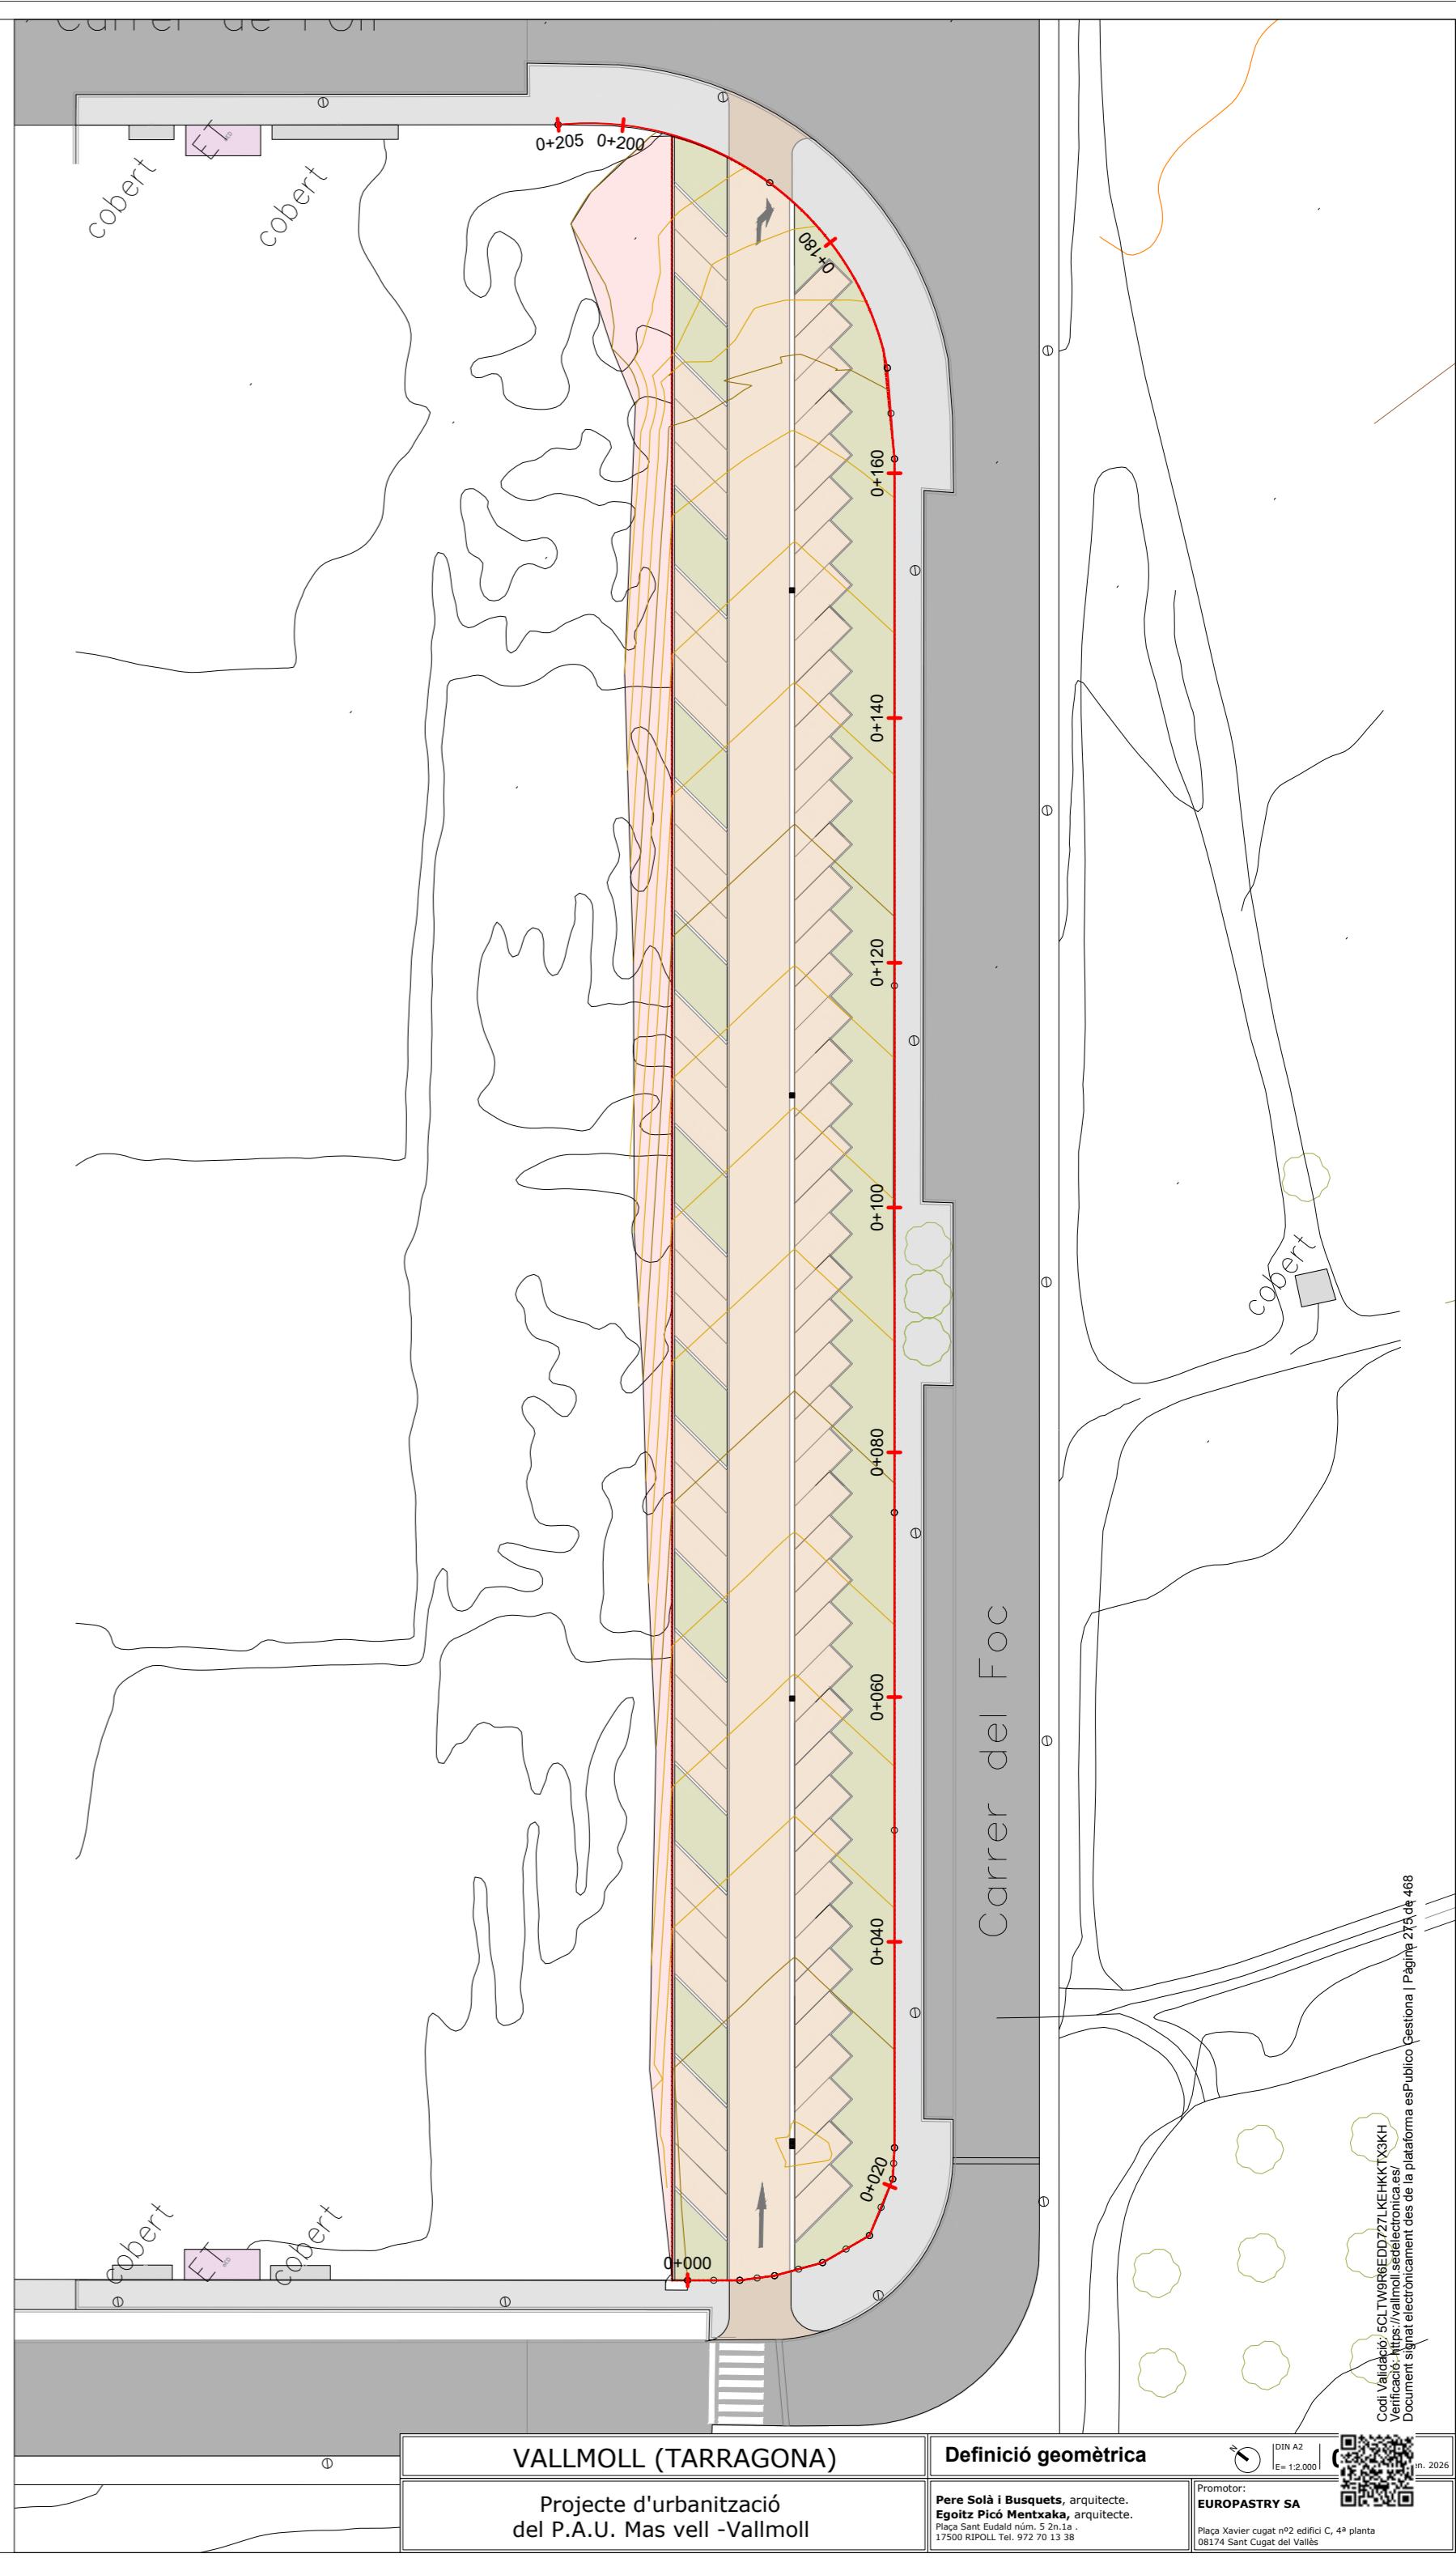 Carrer de l'Oli
ET
cobert
cobert
0+205
0+200
0+180
0+160
0+140
0+120
0+100
cobert
0+080
0+060
Carrer del Foc
0+040
0+020
0+000
cobert
ET
cobert
Codi Validació: 5CLTW9R6EDD727LKEHKKTX3KH
Verificació: https://vallmoll.sedelectronica.es/
Document signat electrònicament des de la plataforma esPublico Gestiona | Pàgina 275 de 468
VALLMOLL (TARRAGONA)
Projecte d'urbanització
del P.A.U. Mas vell -Vallmoll
Definició geomètrica
N
DIN A2
E= 1:2.000
en. 2026
Pere Solà i Busquets, arquitecte.
Egoitz Picó Mentxaka, arquitecte.
Plaça Sant Eudald núm. 5 2n.1a .
17500 RIPOLL Tel. 972 70 13 38
Promotor:
EUROPASTRY SA
Plaça Xavier cugat nº2 edifici C, 4ª planta
08174 Sant Cugat del Vallès